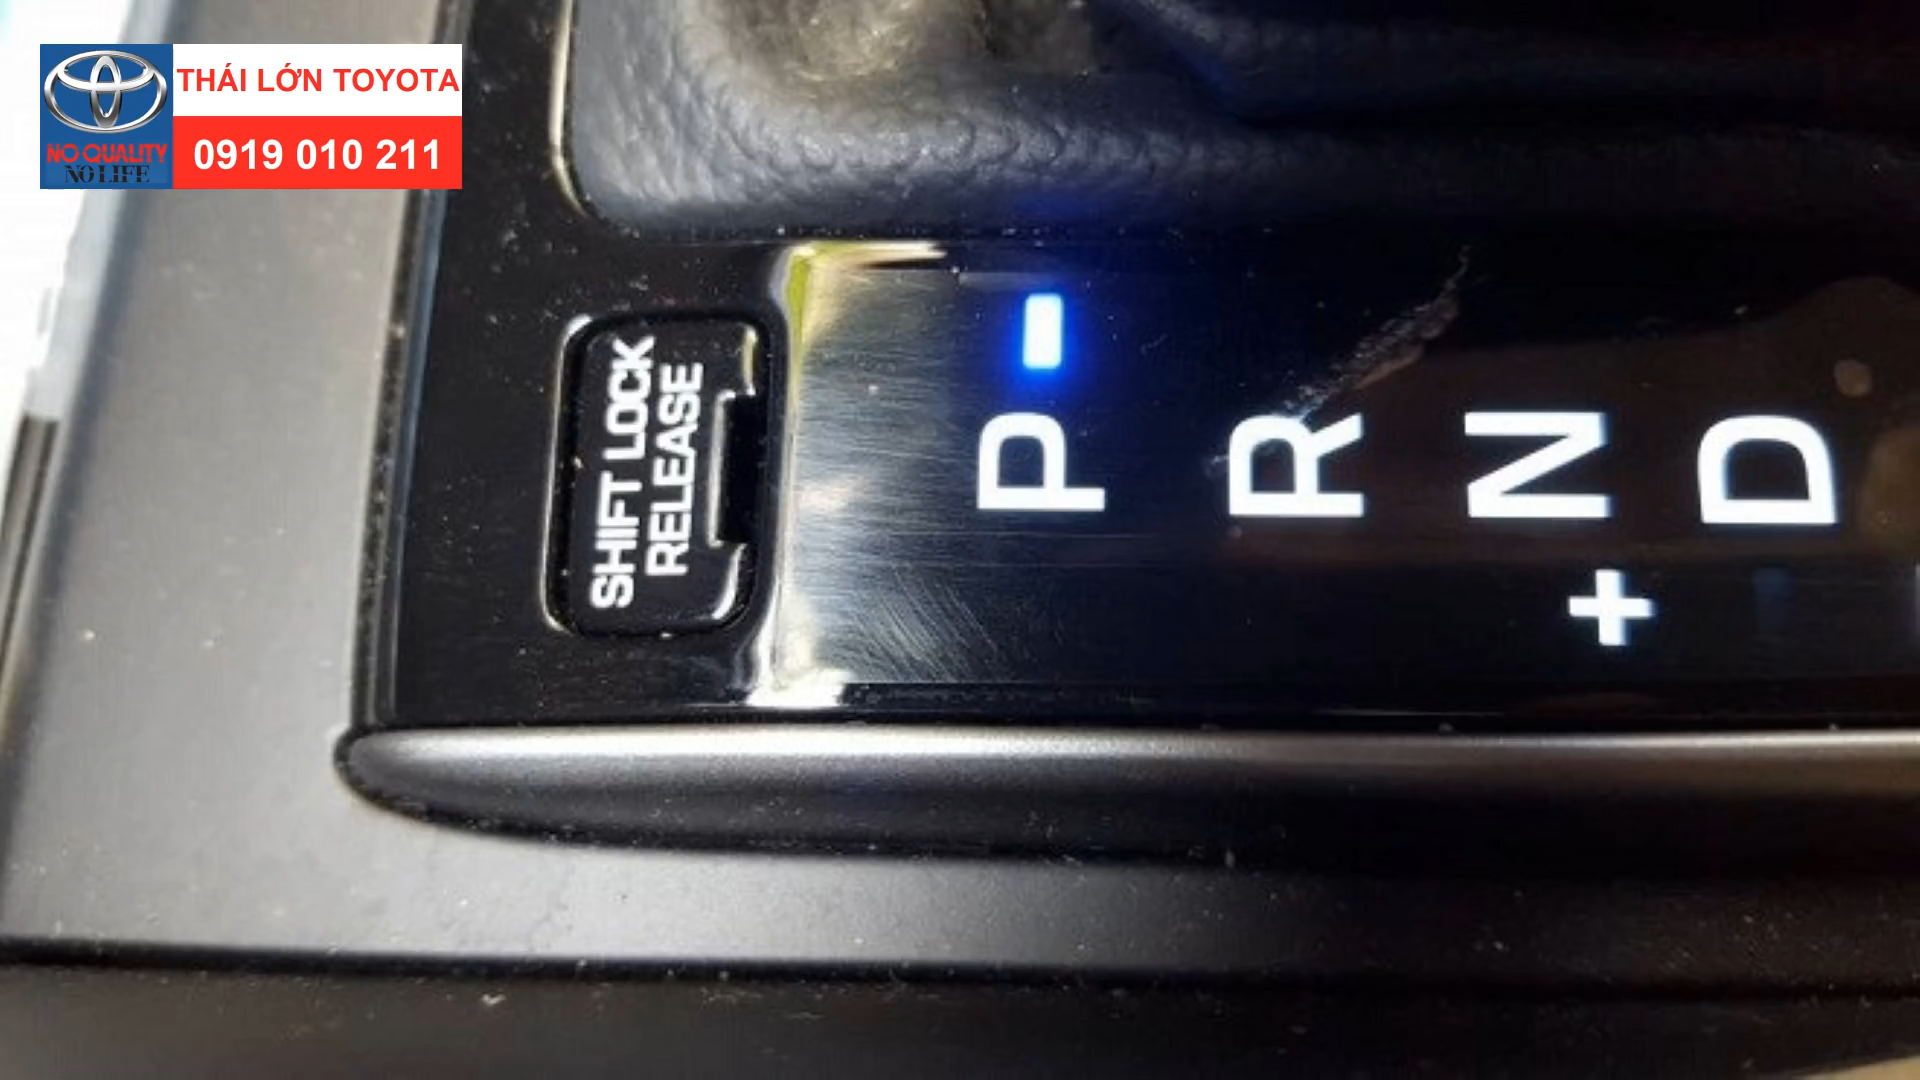 THÁI LỚN TOYOTA
0919 010 211
NO QUALITY
NO LIFE
SHIFT LOCK
RELEASE
P R N D
+